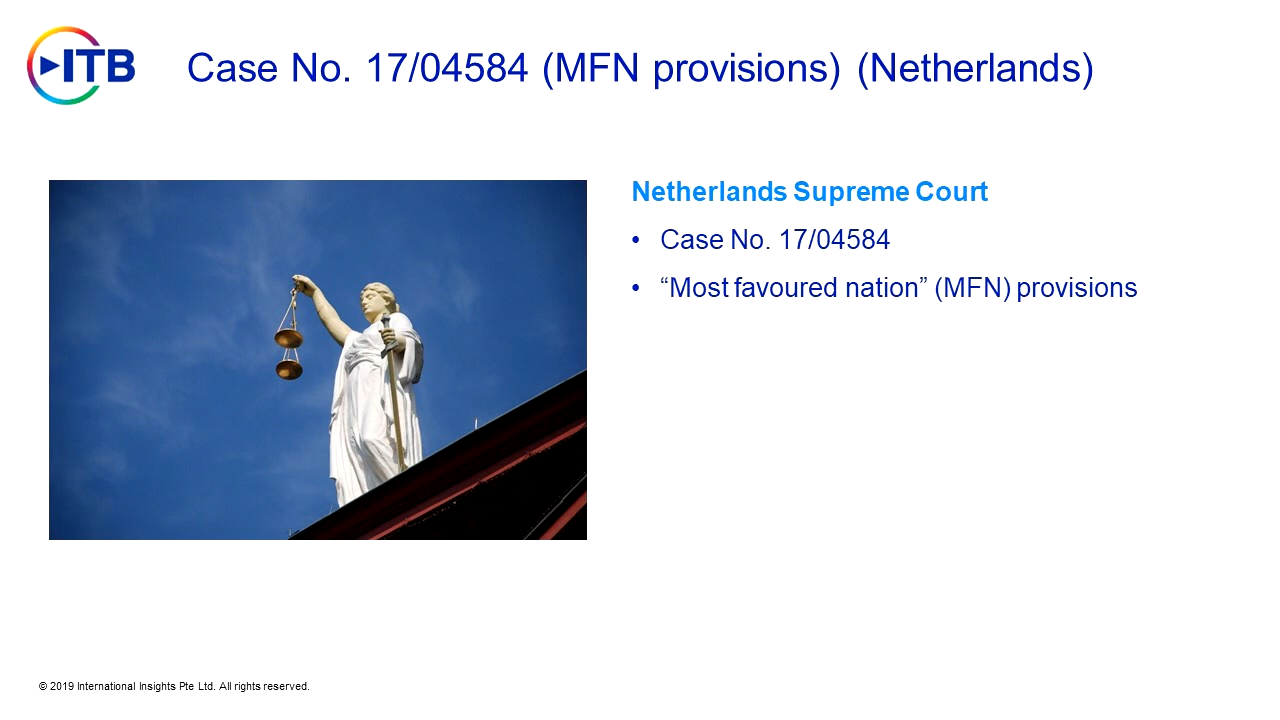 ITB
Case No. 17/04584 (MFN provisions) (Netherlands)
Netherlands Supreme Court
• Case No. 17/04584
• “Most favoured nation” (MFN) provisions
© 2019 International Insights Pte Ltd. All rights reserved.